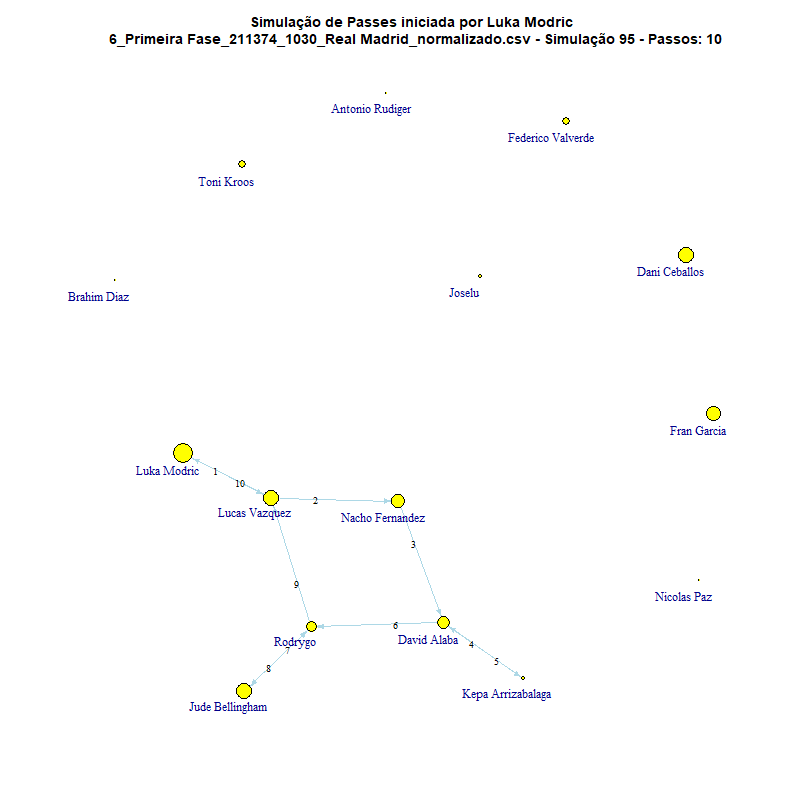 Simulação de Passes iniciada por Luka Modric
6_Primeira Fase_211374_1030_Real Madrid_normalizado.csv - Simulação 95 - Passos: 10
Antonio Rudiger
Federico Valverde
Toni Kroos
Dani Ceballos
Brahim Diaz
Joselu
Fran Garcia
Luka Modric
1
10
Lucas Vazquez
2
Nacho Fernandez
3
9
Nicolas Paz
6
David Alaba
Rodrygo
4
7
5
8
Kepa Arrizabalaga
Jude Bellingham